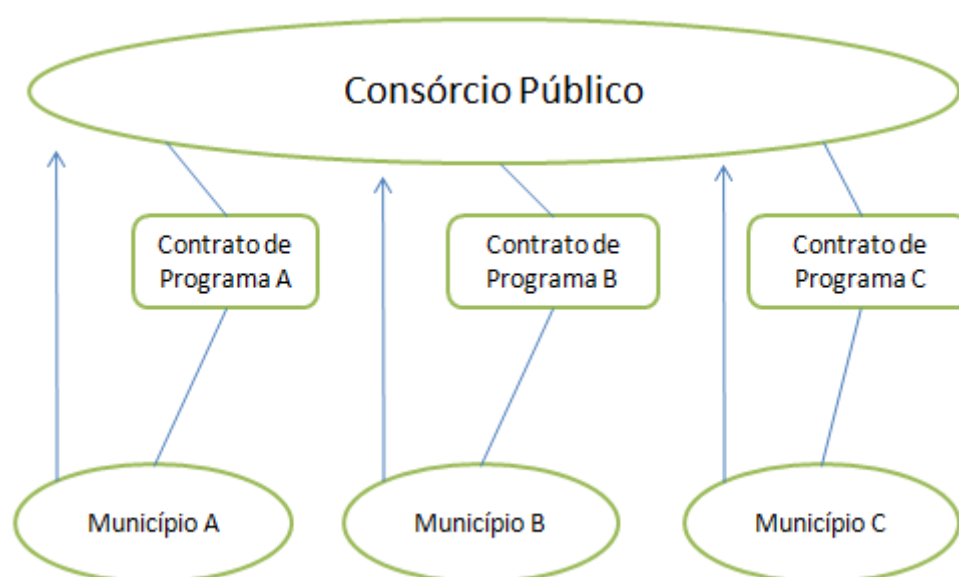 Consórcio Público
Contrato de
Programa A
Contrato de
Programa B
Contrato de
Programa C
Município A
Município B
Município C